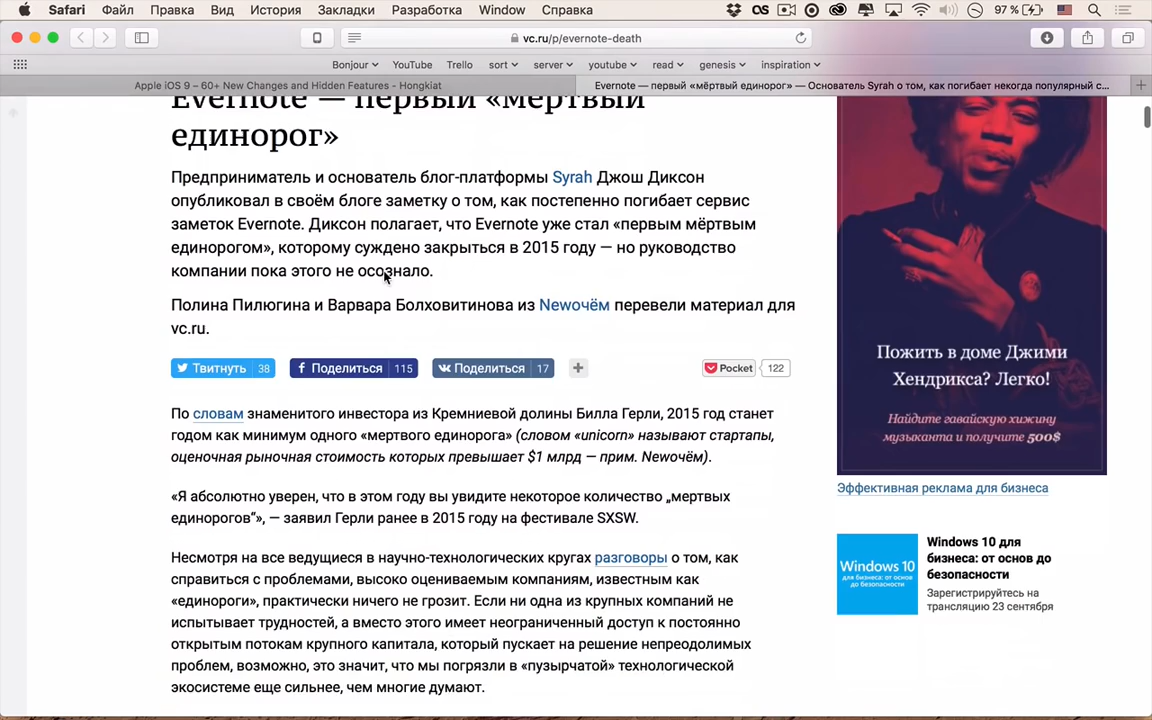 Safari Файл Правка Вид История Закладки Разработка Window Справка 97 %
vc.ru/p/evernote-death
Bonjour YouTube Trello sort server youtube read genesis inspiration
Apple iOS 9 – 60+ New Changes and Hidden Features - Hongkiat
Evernote — первый «мёртвый единорог» — Основатель Syrah о том, как погибает некогда популярный с...
Evernote — первый «мёртвый
единорог»
Предприниматель и основатель блог-платформы Syrah Джош Диксон
опубликовал в своём блоге заметку о том, как постепенно погибает сервис
заметок Evernote. Диксон полагает, что Evernote уже стал «первым мёртвым
единорогом», которому суждено закрыться в 2015 году — но руководство
компании пока этого не осознало.
Полина Пилюгина и Варвара Болховитинова из Newочём перевели материал для
vc.ru.
Твитнуть 38 Поделиться 115 Поделиться 17 + Pocket 122
По словам знаменитого инвестора из Кремниевой долины Билла Герли, 2015 год станет
годом как минимум одного «мертвого единорога» (словом «unicorn» называют стартапы,
оценочная рыночная стоимость которых превышает $1 млрд — прим. Newочём).
«Я абсолютно уверен, что в этом году вы увидите некоторое количество „мертвых
единорогов“», — заявил Герли ранее в 2015 году на фестивале SXSW.
Несмотря на все ведущиеся в научно-технологических кругах разговоры о том, как
справиться с проблемами, высоко оцениваемым компаниям, известным как
«единороги», практически ничего не грозит. Если ни одна из крупных компаний не
испытывает трудностей, а вместо этого имеет неограниченный доступ к постоянно
открытым потокам крупного капитала, который пускает на решение непреодолимых
проблем, возможно, это значит, что мы погрязли в «пузырчатой» технологической
экосистеме еще сильнее, чем многие думают.
Пожить в доме Джими
Хендрикса? Легко!
Найдите гавайскую хижину
музыканта и получите 500$
Эффективная реклама для бизнеса
Windows 10
для бизнеса: от основ
до безопасности
Windows 10 для
бизнеса: от основ до
безопасности
Зарегистрируйтесь на
трансляцию 23 сентября